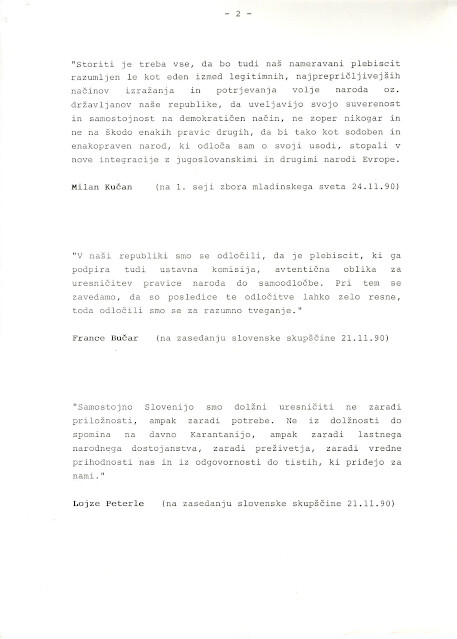 - 2 -
"Storiti je treba vse, da bo tudi naš nameravani plebiscit
razumljen le kot eden izmed legitimnih, najprepričljivejših
načinov izražanja in potrjevanja volje naroda oz.
državljanov naše republike, da uveljavijo svojo suverenost
in samostojnost na demokratičen način, ne zoper nikogar in
ne na škodo enakih pravic drugih, da bi tako kot sodoben in
enakopraven narod, ki odloča sam o svoji usodi, stopali v
nove integracije z jugoslovanskimi in drugimi narodi Evrope.
Milan Kučan (na 1. seji zbora mladinskega sveta 24.11.90)
"V naši republiki smo se odločili, da je plebiscit, ki ga
podpira tudi ustavna komisija, avtentična oblika za
uresničitev pravice naroda do samoodločbe. Pri tem se
zavedamo, da so posledice te odločitve lahko zelo resne,
toda odločili smo se za razumno tveganje."
France Bučar (na zasedanju slovenske skupščine 21.11.90)
"Samostojno Slovenijo smo dolžni uresničiti ne zaradi
priložnosti, ampak zaradi potrebe. Ne iz dolžnosti do
spomina na davno Karantanijo, ampak zaradi lastnega
narodnega dostojanstva, zaradi preživetja, zaradi vredne
prihodnosti nas in iz odgovornosti do tistih, ki pridejo za
nami."
Lojze Peterle (na zasedanju slovenske skupščine 21.11.90)